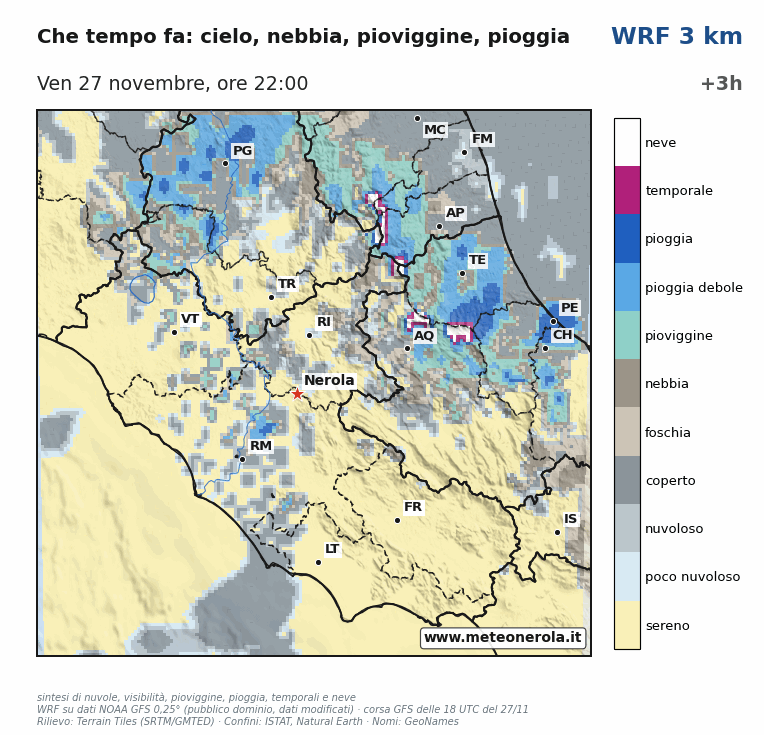 Che tempo fa: cielo, nebbia, pioviggine, pioggia
WRF 3 km
Ven 27 novembre, ore 22:00
+3h
MC
FM
PG
AP
TE
TR
PE
VT
RI
AQ
CH
Nerola
RM
FR
IS
LT
www.meteonerola.it
neve
temporale
pioggia
pioggia debole
pioviggine
nebbia
foschia
coperto
nuvoloso
poco nuvoloso
sereno
sintesi di nuvole, visibilità, pioviggine, pioggia, temporali e neve
WRF su dati NOAA GFS 0,25° (pubblico dominio, dati modificati) · corsa GFS delle 18 UTC del 27/11
Rilievo: Terrain Tiles (SRTM/GMTED) · Confini: ISTAT, Natural Earth · Nomi: GeoNames